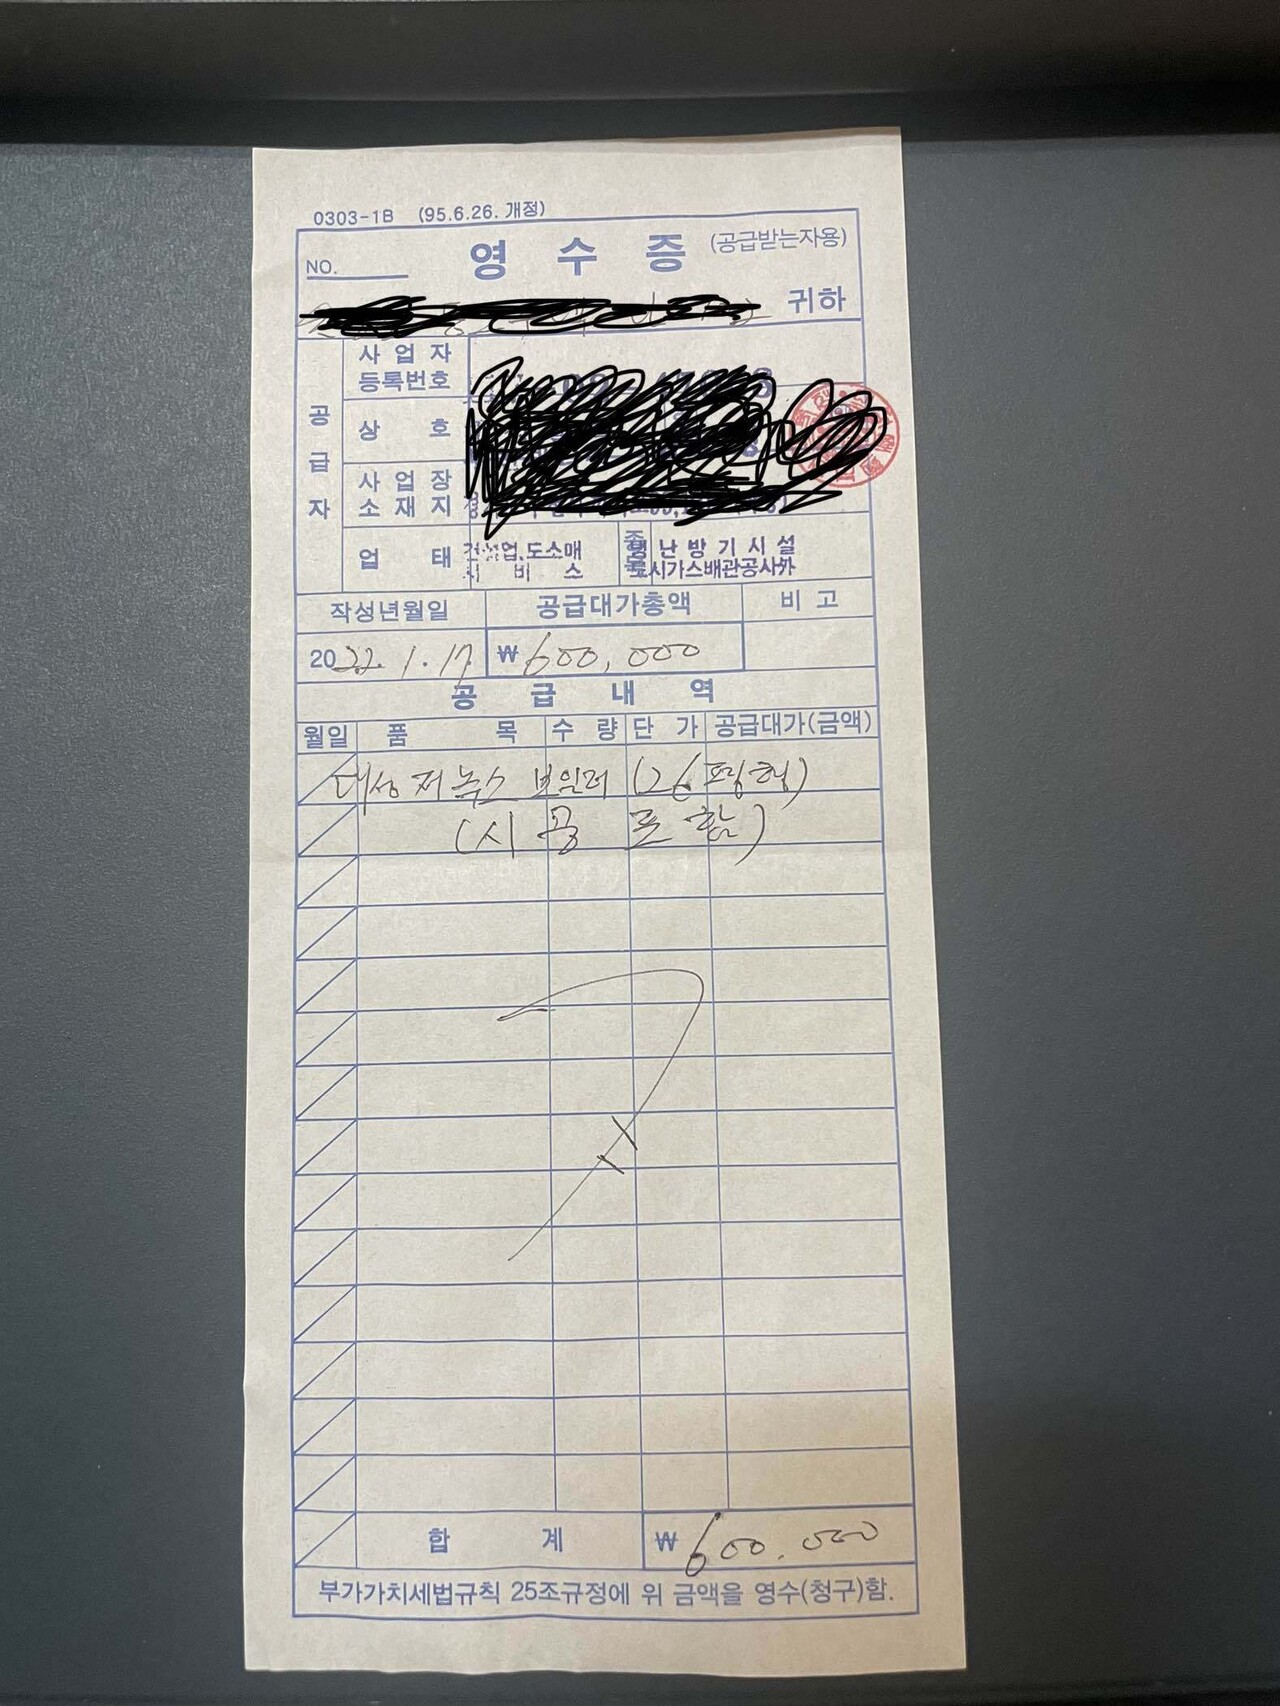 0303-1B (95.6.26. 개정)
영 수 증 (공급받는자용)
NO.
귀하
공급자
사업자
등록번호
상 호
사업장
소재지
업 태
건설업,도소매
서 비 스
종목
냉난방기시설
도시가스배관공사外
작성년월일 공급대가총액 비 고
2022. 1. 17 ₩600,000
공 급 내 역
월일 품 목 수 량 단 가 공급대가(금액)
대성 저녹스 보일러 (26평형)
(시공 포함)
합 계 ₩600,000
부가가치세법규칙 25조규정에 위 금액을 영수(청구)함.